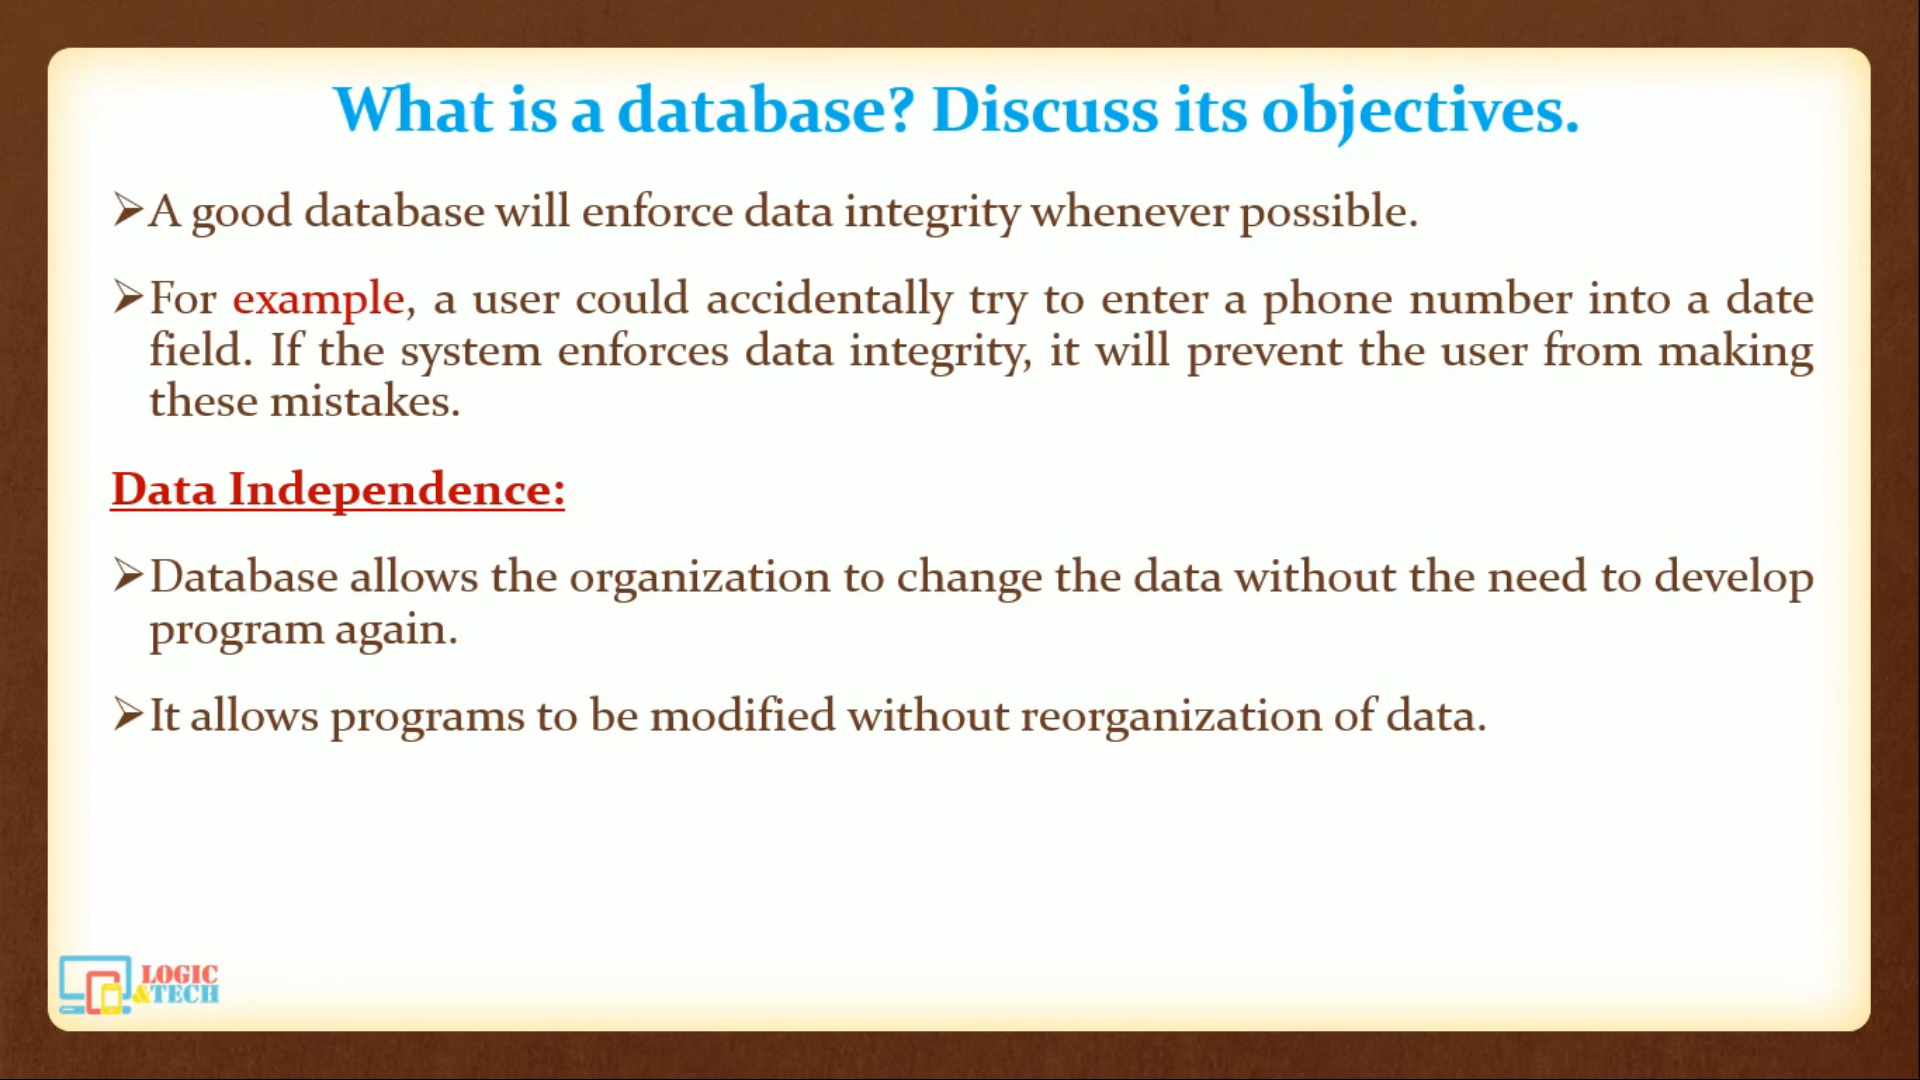 What is a database? Discuss its objectives.
➢A good database will enforce data integrity whenever possible.
➢For example, a user could accidentally try to enter a phone number into a date
field. If the system enforces data integrity, it will prevent the user from making
these mistakes.
Data Independence:
➢Database allows the organization to change the data without the need to develop
program again.
➢It allows programs to be modified without reorganization of data.
LOGIC
&TECH